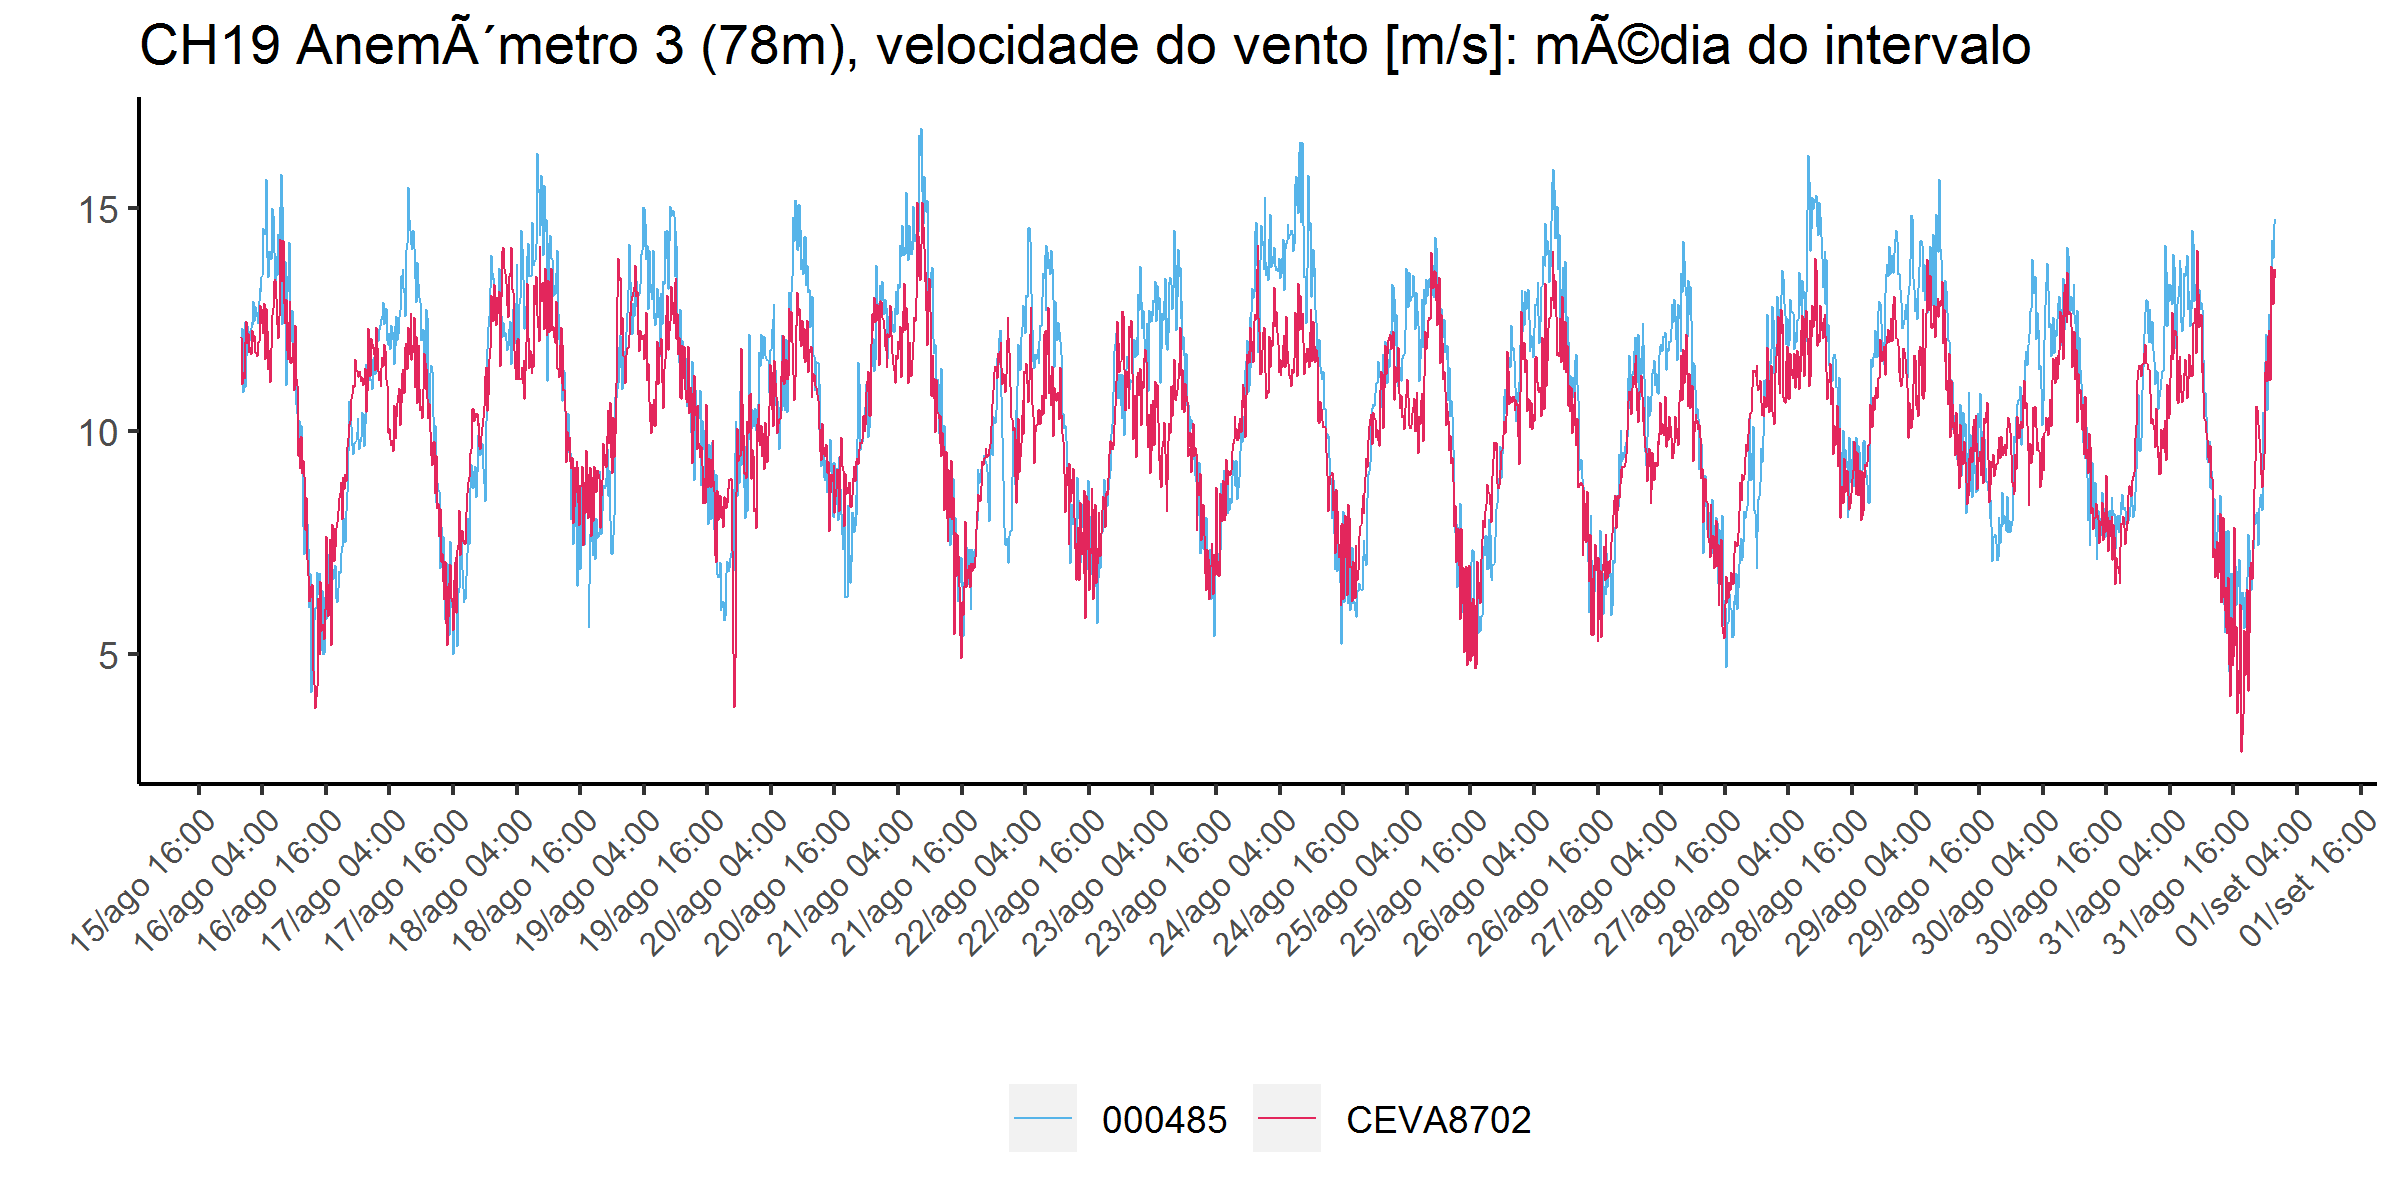 CH19 AnemÃ´metro 3 (78m), velocidade do vento [m/s]: mÃ©dia do intervalo
15
10
5
15/ago 16:00
16/ago 04:00
16/ago 16:00
17/ago 04:00
17/ago 16:00
18/ago 04:00
18/ago 16:00
19/ago 04:00
19/ago 16:00
20/ago 04:00
20/ago 16:00
21/ago 04:00
21/ago 16:00
22/ago 04:00
22/ago 16:00
23/ago 04:00
23/ago 16:00
24/ago 04:00
24/ago 16:00
25/ago 04:00
25/ago 16:00
26/ago 04:00
26/ago 16:00
27/ago 04:00
27/ago 16:00
28/ago 04:00
28/ago 16:00
29/ago 04:00
29/ago 16:00
30/ago 04:00
30/ago 16:00
31/ago 04:00
31/ago 16:00
01/set 04:00
01/set 16:00
000485
CEVA8702